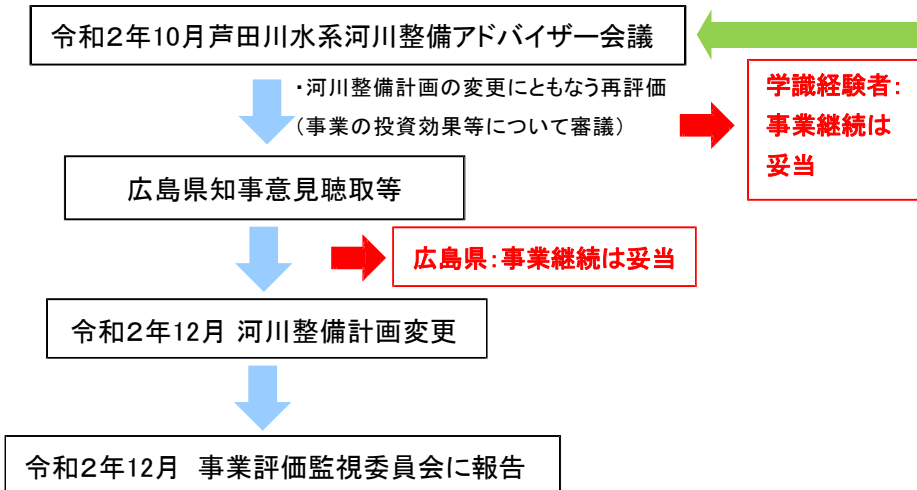 令和２年10月芦田川水系河川整備アドバイザー会議
・河川整備計画の変更にともなう再評価
（事業の投資効果等について審議）
学識経験者：
事業継続は
妥当
広島県知事意見聴取等
広島県：事業継続は妥当
令和２年12月 河川整備計画変更
令和２年12月　事業評価監視委員会に報告